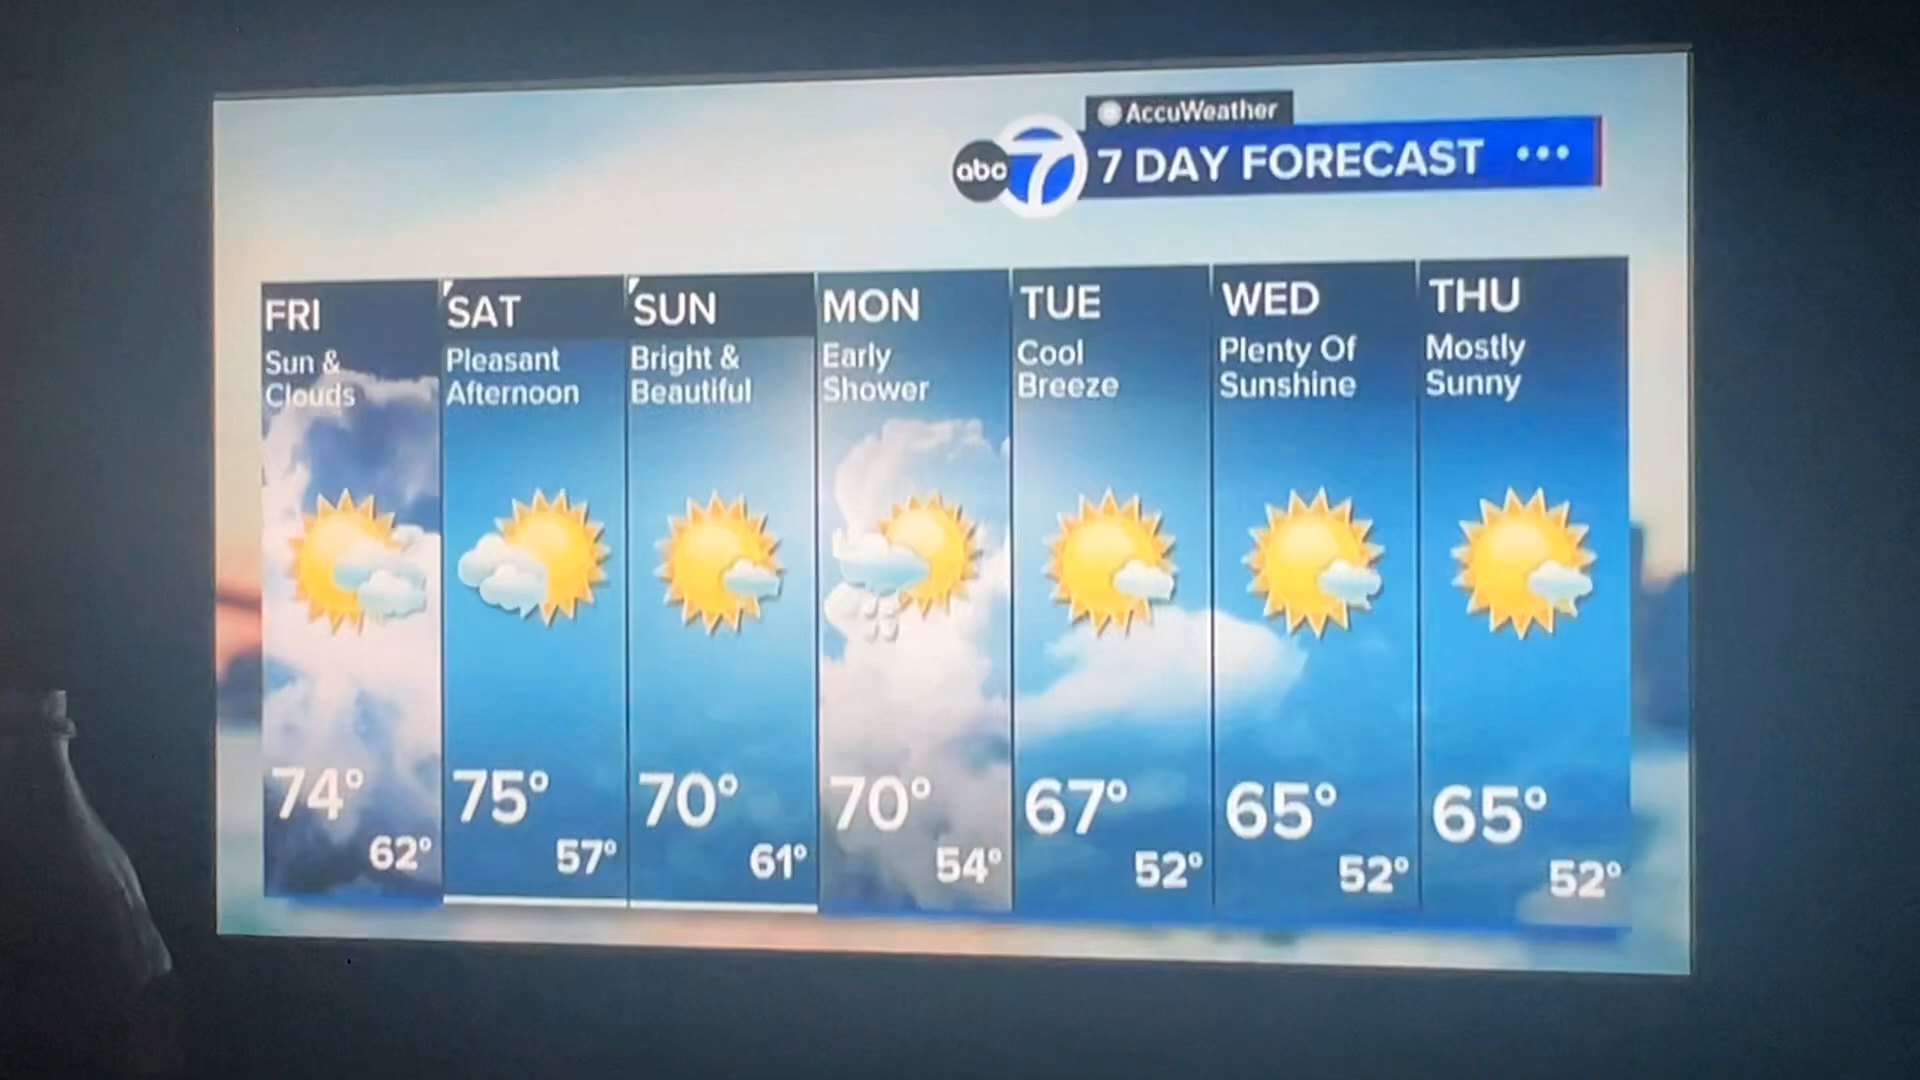 AccuWeather
abc 7 7 DAY FORECAST
FRI
Sun &
Clouds
74°
62°
SAT
Pleasant
Afternoon
75°
57°
SUN
Bright &
Beautiful
70°
61°
MON
Early
Shower
70°
54°
TUE
Cool
Breeze
67°
52°
WED
Plenty Of
Sunshine
65°
52°
THU
Mostly
Sunny
65°
52°